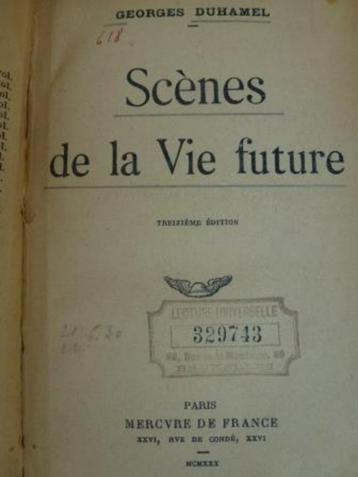 GEORGES DUHAMEL
618
Scènes
de la Vie future
TREIZIÈME ÉDITION
LECTURE UNIVERSELLE
329743
PARIS
MERCVRE DE FRANCE
XXVI, RVE DE CONDÉ, XXVI
MCMXXX